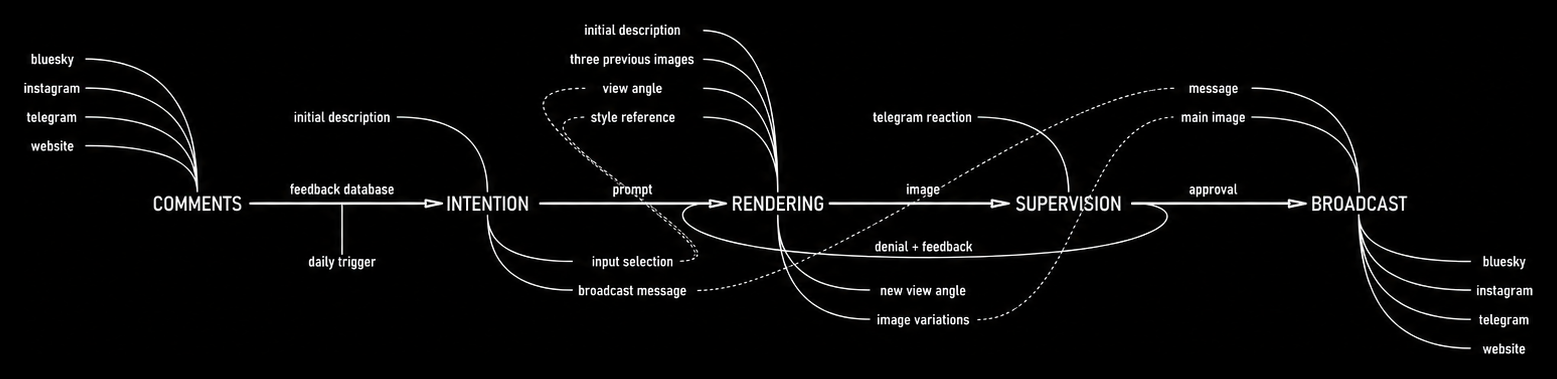 initial description
bluesky
three previous images
instagram
view angle
message
telegram
initial description
style reference
telegram reaction
main image
website
feedback database
prompt
image
approval
COMMENTS
INTENTION
RENDERING
SUPERVISION
BROADCAST
denial + feedback
daily trigger
input selection
bluesky
broadcast message
new view angle
instagram
image variations
telegram
website